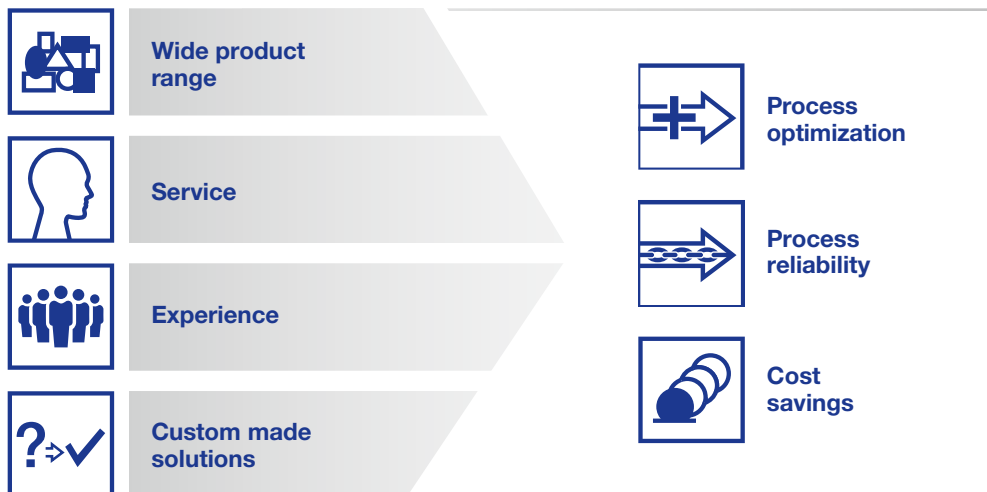 Wide product
range
Service
Experience
Custom made
solutions
Process
optimization
Process
reliability
Cost
savings